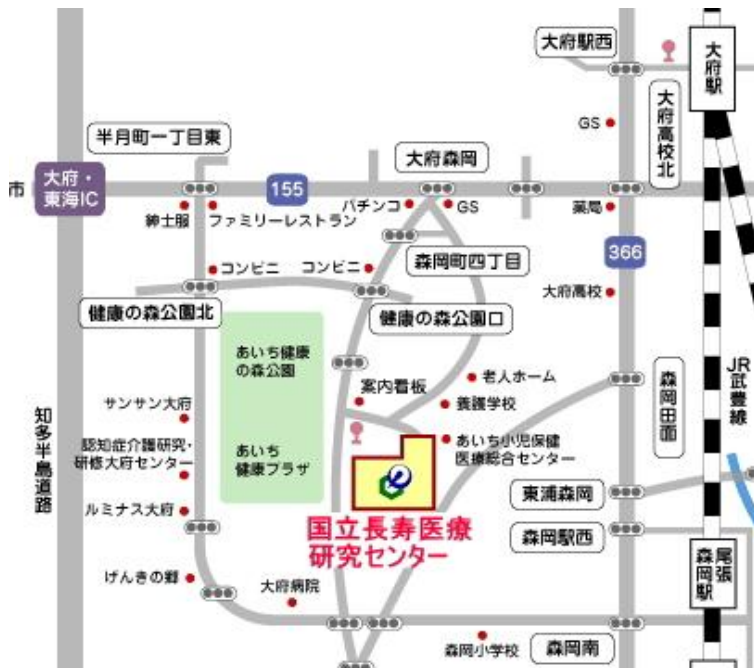 大府駅西
大府駅
大府高校北
GS
半月町一丁目東
大府森岡
市
大府・
東海IC
155
紳士服
ファミリーレストラン
パチンコ
GS
薬局
森岡町四丁目
366
コンビニ
コンビニ
大府高校
健康の森公園北
健康の森公園口
あいち健康
の森公園
案内看板
老人ホーム
養護学校
森岡田面
JR武豊線
サンサン大府
認知症介護研究・
研修大府センター
あいち
健康プラザ
あいち小児保健
医療総合センター
知多半島道路
ルミナス大府
東浦森岡
国立長寿医療
研究センター
森岡駅西
尾張
森岡駅
げんきの郷
大府病院
森岡小学校
森岡南